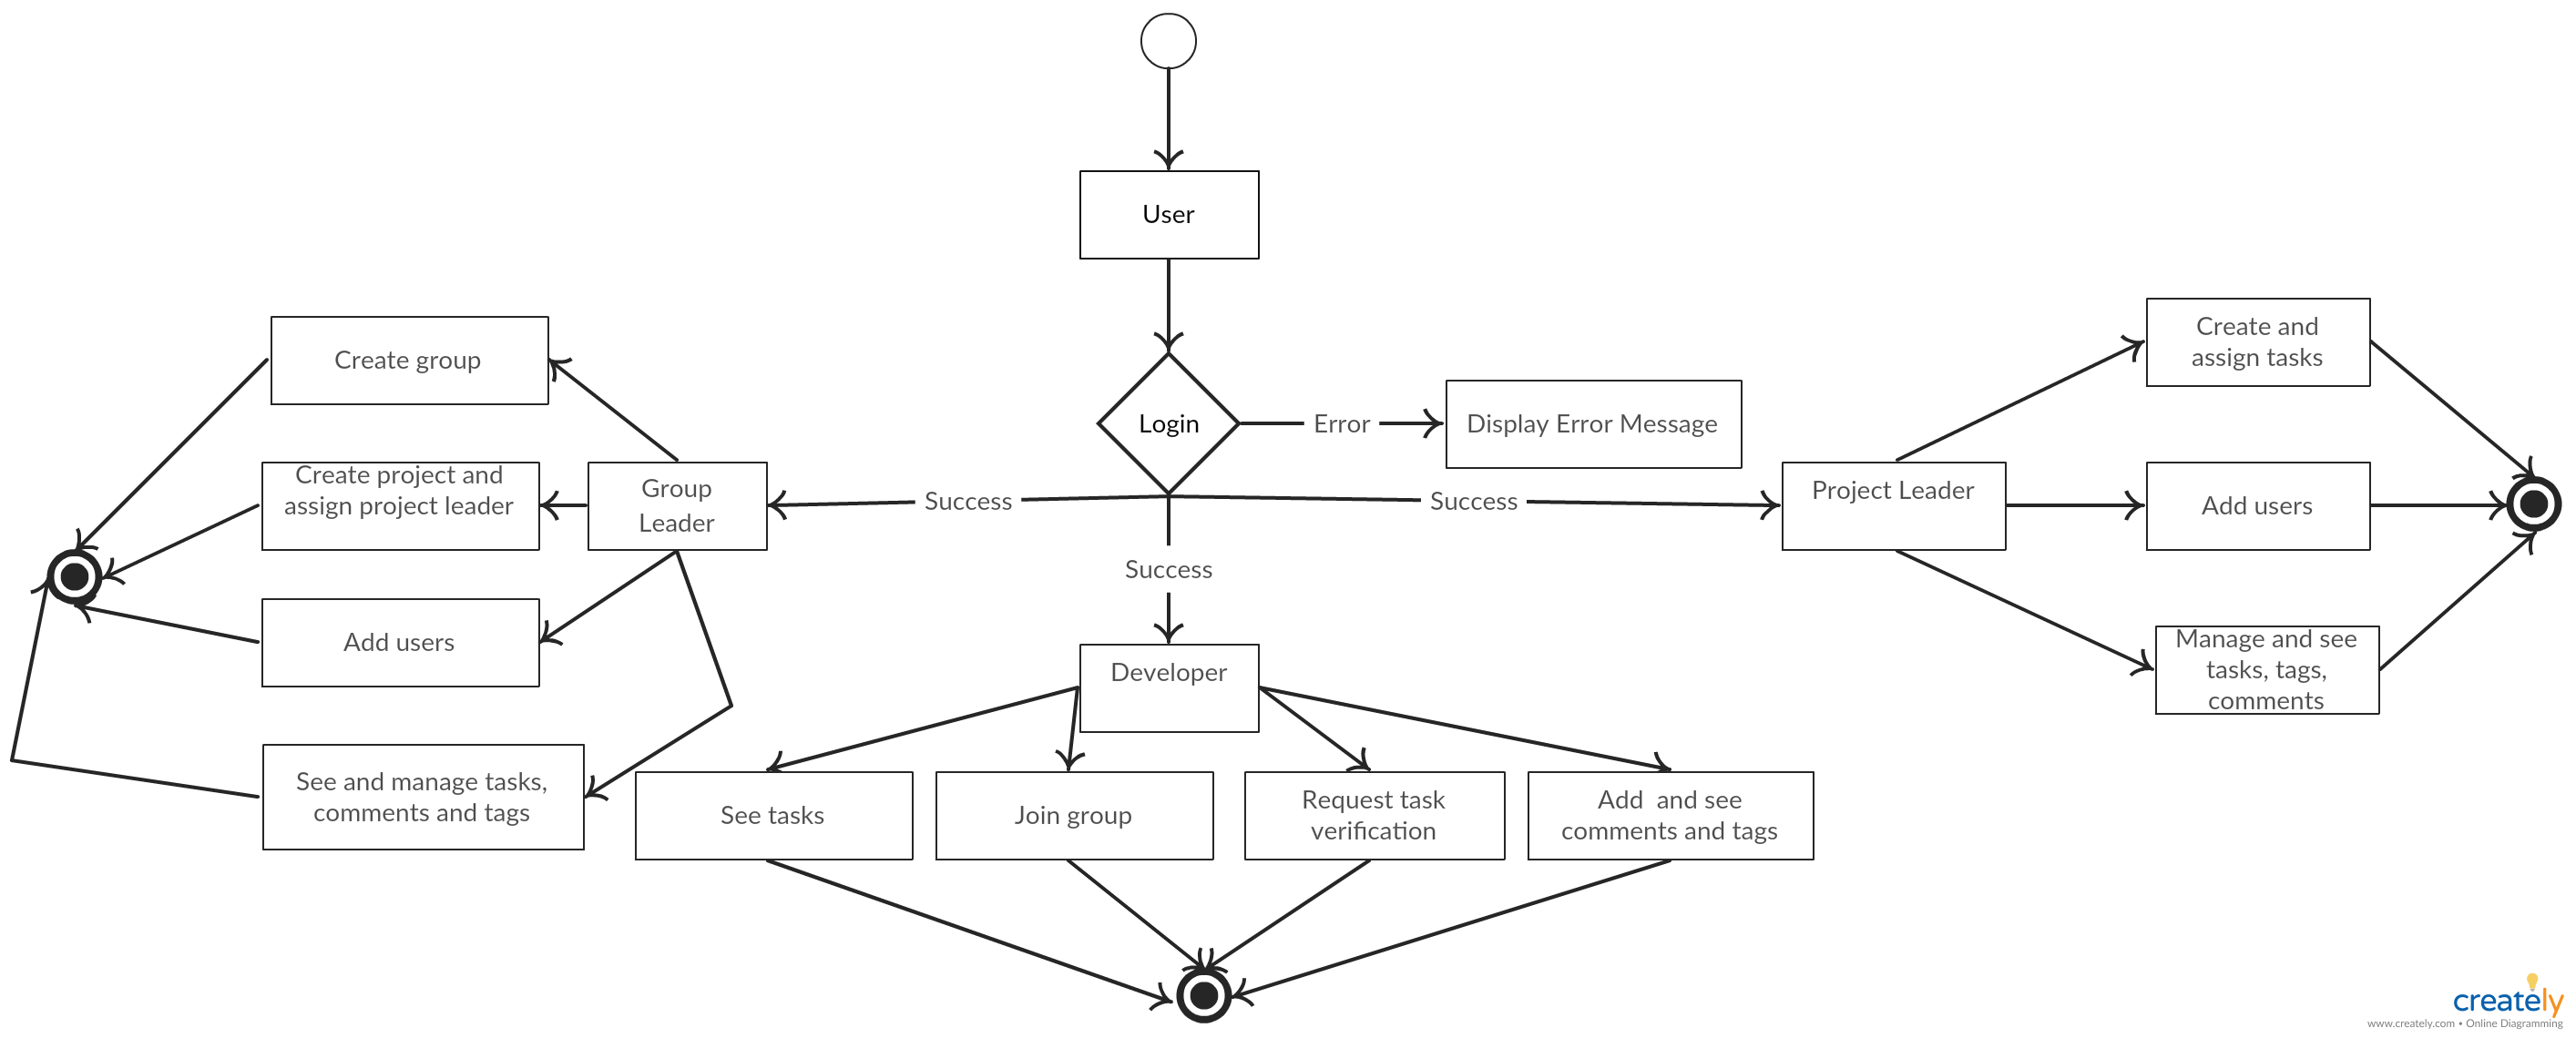 User
Login
Error
Display Error Message
Success
Success
Success
Create group
Create project and
assign project leader
Group
Leader
Add users
See and manage tasks,
comments and tags
Developer
See tasks
Join group
Request task
verification
Add  and see
comments and tags
Project Leader
Create and
assign tasks
Add users
Manage and see
tasks, tags,
comments
creately
www.creately.com • Online Diagramming